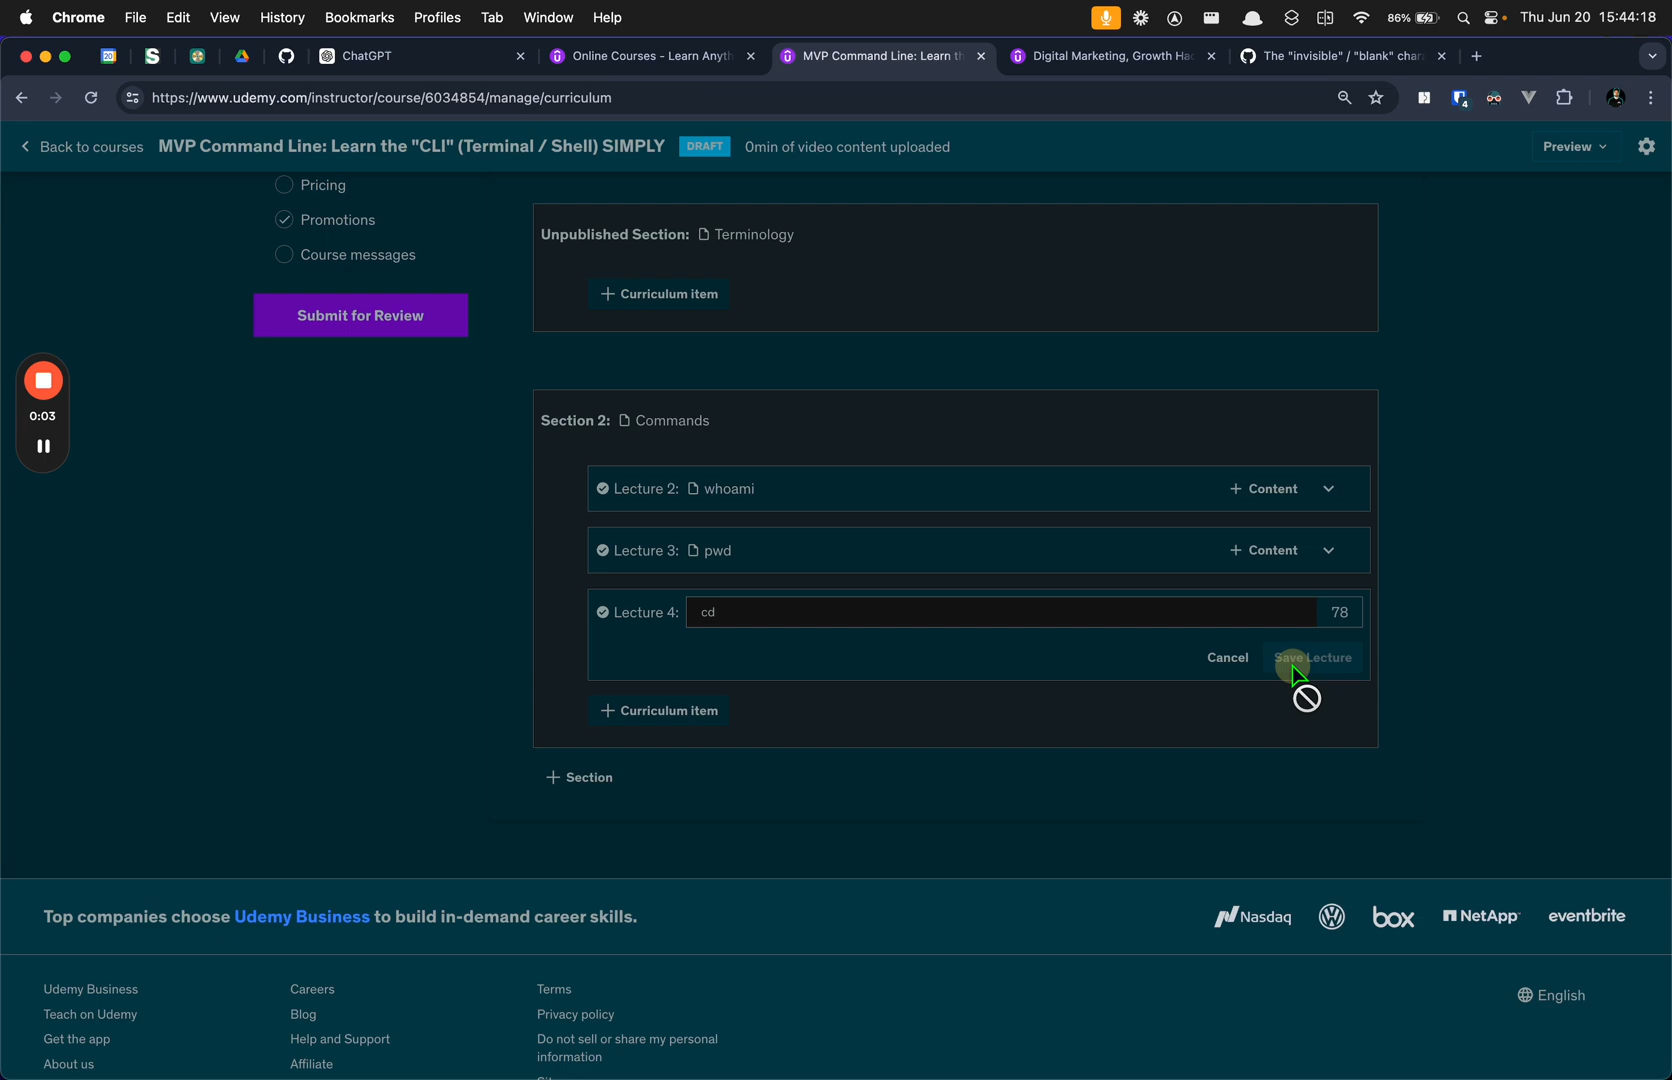 Chrome File Edit View History Bookmarks Profiles Tab Window Help 86% Thu Jun 20 15:44:18
20 ChatGPT Online Courses - Learn Anyth MVP Command Line: Learn th Digital Marketing, Growth Hac The "invisible" / "blank" char
https://www.udemy.com/instructor/course/6034854/manage/curriculum 4
Back to courses MVP Command Line: Learn the "CLI" (Terminal / Shell) SIMPLY DRAFT 0min of video content uploaded Preview
Pricing
Promotions
Course messages
Submit for Review
0:03
Unpublished Section: Terminology
Curriculum item
Section 2: Commands
Lecture 2: whoami Content
Lecture 3: pwd Content
Lecture 4: cd 78
Cancel Save Lecture
Curriculum item
Section
Top companies choose Udemy Business to build in-demand career skills. Nasdaq box NetApp eventbrite
Udemy Business
Teach on Udemy
Get the app
About us
Careers
Blog
Help and Support
Affiliate
Terms
Privacy policy
Do not sell or share my personal
information
English